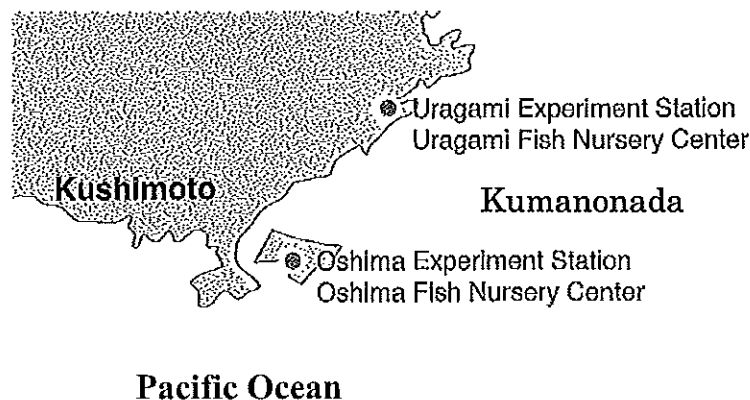 Uragami Experiment Station
Uragami Fish Nursery Center
Kushimoto
Kumanonada
Oshima Experiment Station
Oshima Fish Nursery Center
Pacific Ocean